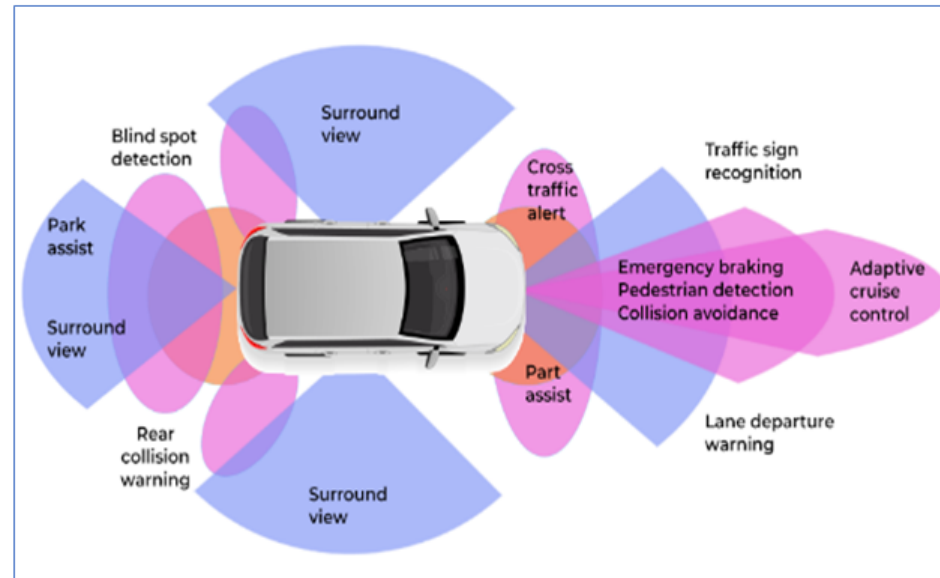 Surround
view
Blind spot
detection
Cross
traffic
alert
Traffic sign
recognition
Park
assist
Surround
view
Emergency braking
Pedestrian detection
Collision avoidance
Adaptive
cruise
control
Part
assist
Rear
collision
warning
Lane departure
warning
Surround
view